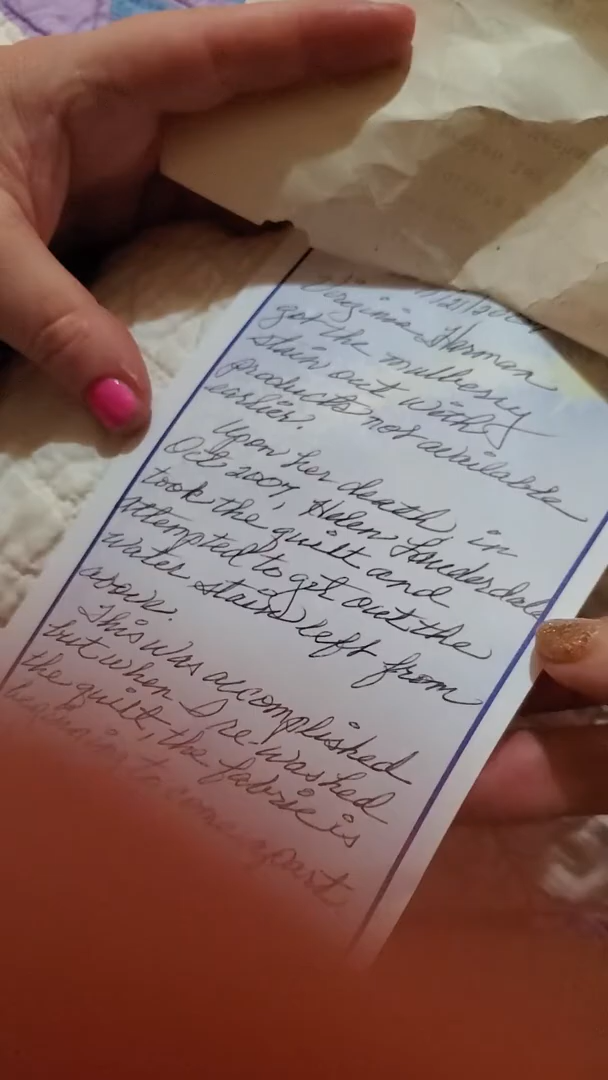 Virginia Herman
got the mulberry
stain out with
products not available
earlier.
Upon her death, in
Oct 2007, Helen Lauderdale
took the quilt and
attempted to get out the
water stain left from
above.
This was accomplished
but when I re washed
the quilt, the fabric is
beginning to come apart